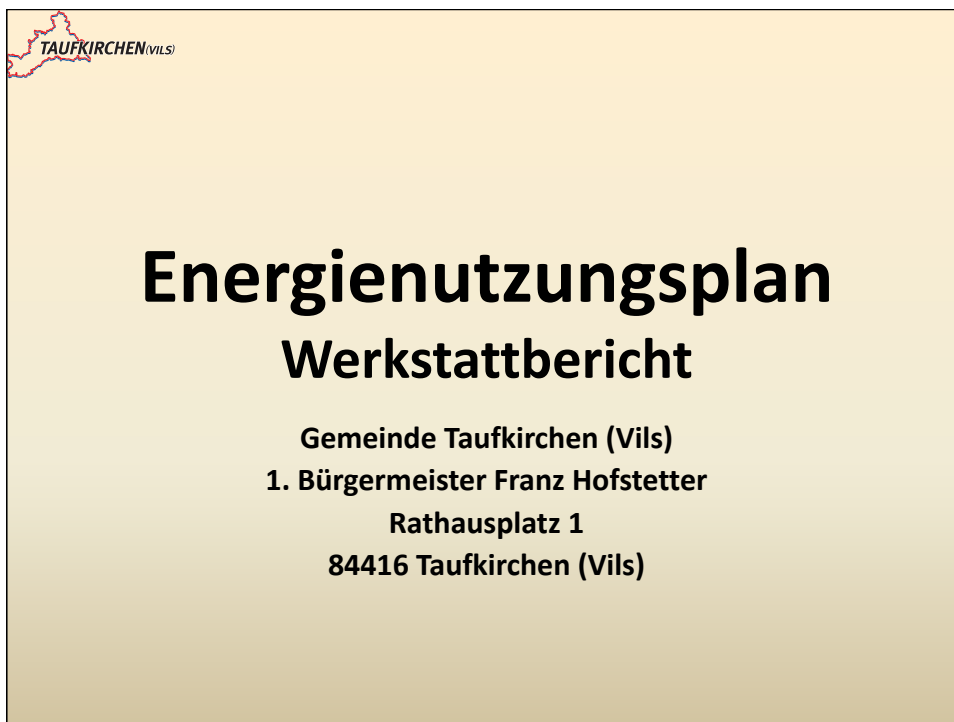 TAUFKIRCHEN(VILS)
Energienutzungsplan
Werkstattbericht
Gemeinde Taufkirchen (Vils)
1. Bürgermeister Franz Hofstetter
Rathausplatz 1
84416 Taufkirchen (Vils)